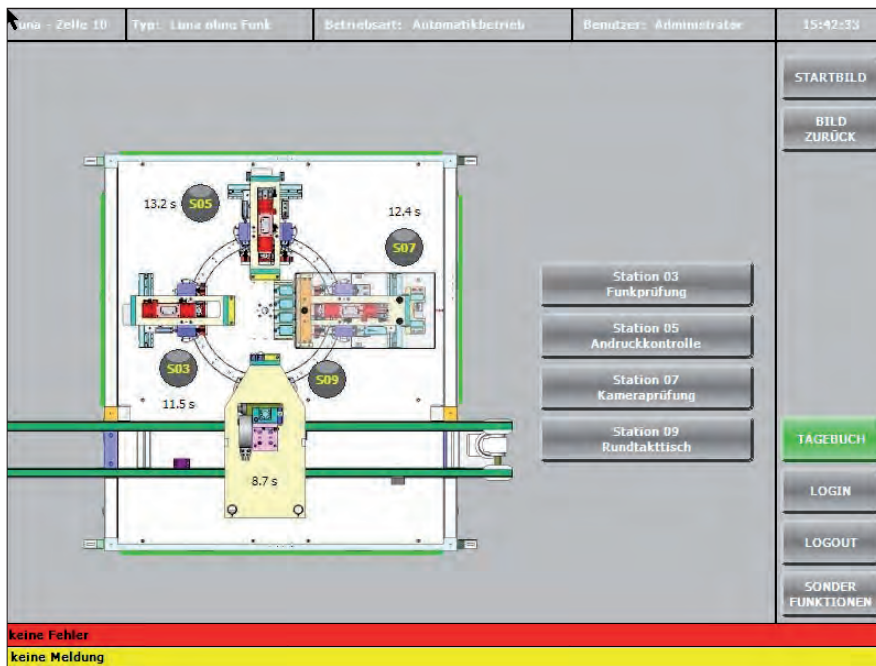 Luna - Zelle 10
Typ: Luna ohne Funk
Betriebsart: Automatikbetrieb
Benutzer: Administrator
15:42:33
STARTBILD
BILD
ZURÜCK
13.2 s
S05
12.4 s
S07
S03
11.5 s
S09
8.7 s
Station 03
Funkprüfung
Station 05
Andruckkontrolle
Station 07
Kameraprüfung
Station 09
Rundtakttisch
TAGEBUCH
LOGIN
LOGOUT
SONDER
FUNKTIONEN
keine Fehler
keine Meldung